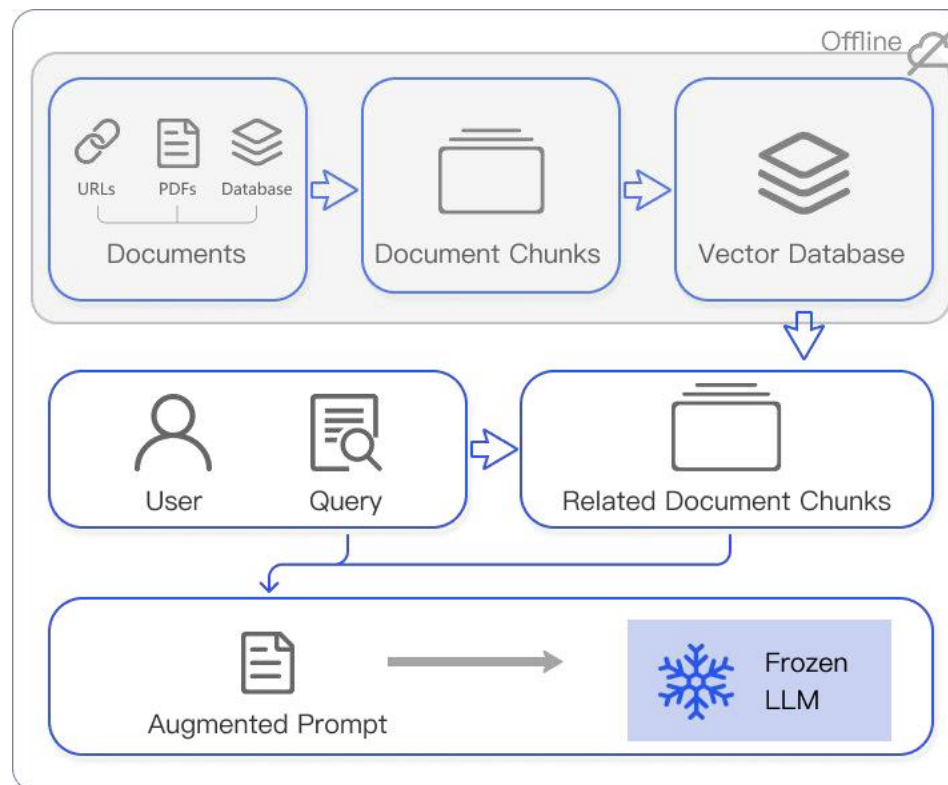 Offline
URLs
PDFs
Database
Documents
Document Chunks
Vector Database
User
Query
Related Document Chunks
Augmented Prompt
Frozen
LLM